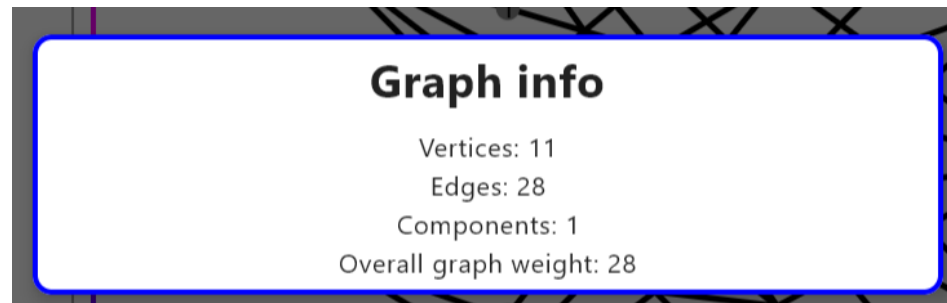 Graph info
Vertices: 11
Edges: 28
Components: 1
Overall graph weight: 28